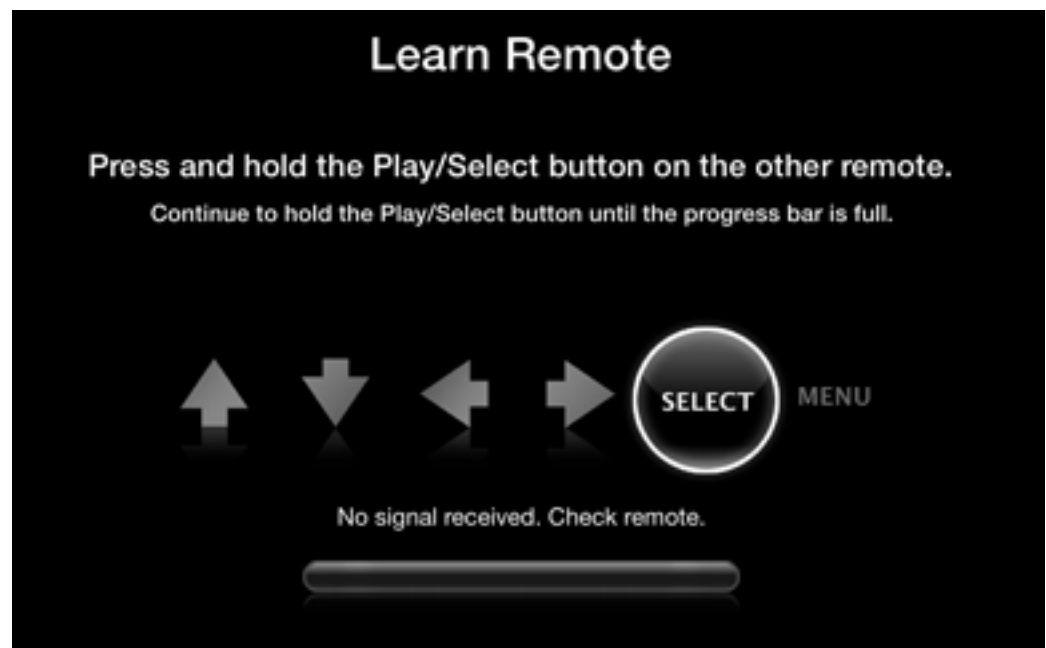 Learn Remote
Press and hold the Play/Select button on the other remote.
Continue to hold the Play/Select button until the progress bar is full.
SELECT MENU
No signal received. Check remote.